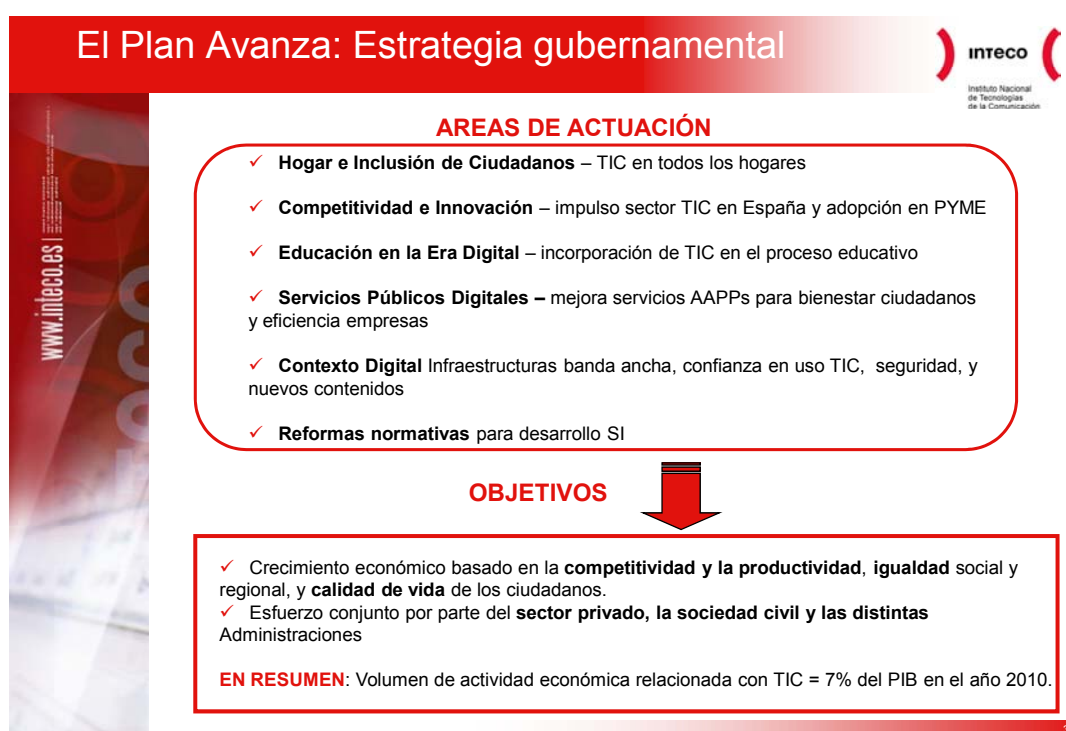 El Plan Avanza: Estrategia gubernamental
INTECO
Instituto Nacional
de Tecnologías
de la Comunicación
www.inteco.es
AREAS DE ACTUACIÓN
✓ Hogar e Inclusión de Ciudadanos – TIC en todos los hogares
✓ Competitividad e Innovación – impulso sector TIC en España y adopción en PYME
✓ Educación en la Era Digital – incorporación de TIC en el proceso educativo
✓ Servicios Públicos Digitales – mejora servicios AAPPs para bienestar ciudadanos
y eficiencia empresas
✓ Contexto Digital Infraestructuras banda ancha, confianza en uso TIC, seguridad, y
nuevos contenidos
✓ Reformas normativas para desarrollo SI
OBJETIVOS
✓ Crecimiento económico basado en la competitividad y la productividad, igualdad social y
regional, y calidad de vida de los ciudadanos.
✓ Esfuerzo conjunto por parte del sector privado, la sociedad civil y las distintas
Administraciones
EN RESUMEN: Volumen de actividad económica relacionada con TIC = 7% del PIB en el año 2010.